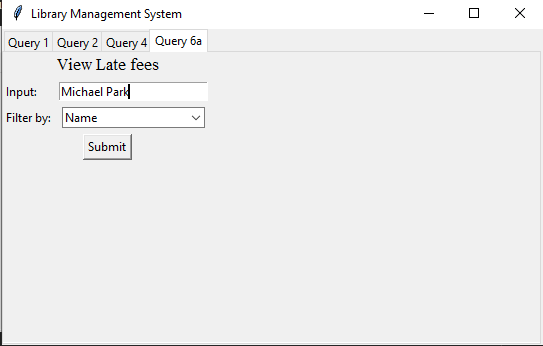 Library Management System
Query 1 Query 2 Query 4 Query 6a
View Late fees
Input: Michael Park
Filter by: Name
Submit